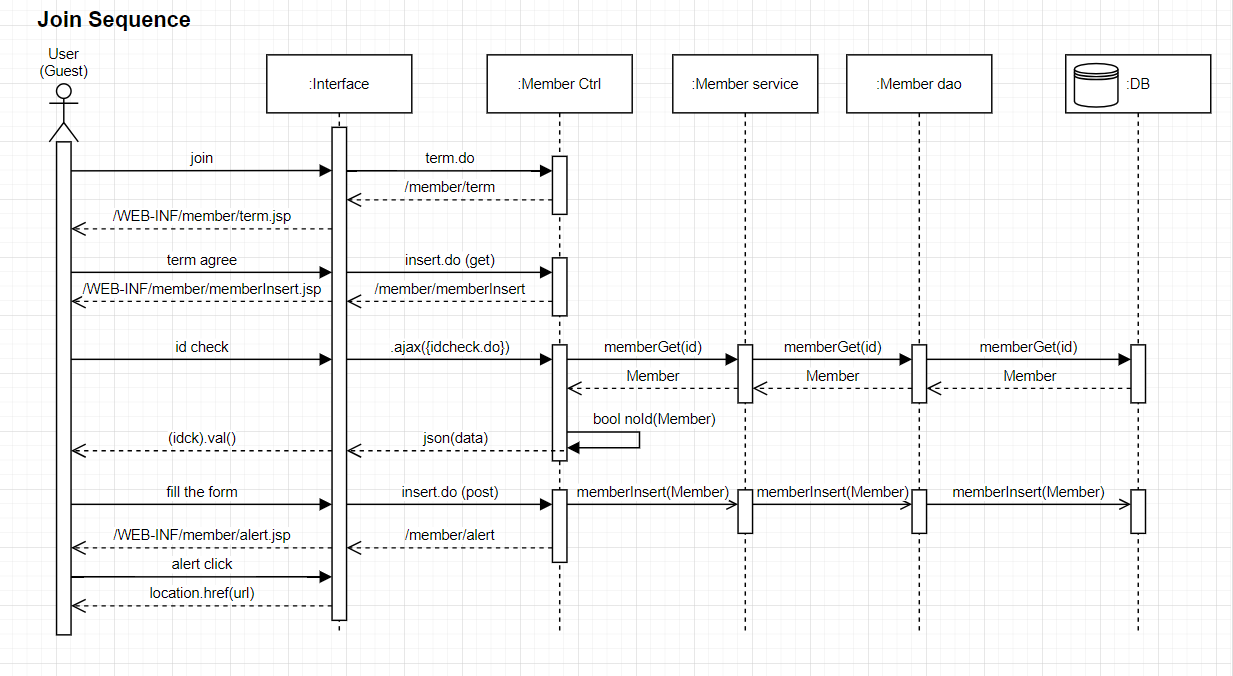 Join Sequence
User
(Guest)
:Interface
:Member Ctrl
:Member service
:Member dao
:DB
join
term.do
/member/term
/WEB-INF/member/term.jsp
term agree
insert.do (get)
/WEB-INF/member/memberInsert.jsp
/member/memberInsert
id check
.ajax({idcheck.do})
memberGet(id)
memberGet(id)
memberGet(id)
Member
Member
Member
bool noId(Member)
(idck).val()
json(data)
fill the form
insert.do (post)
memberInsert(Member)
memberInsert(Member)
memberInsert(Member)
/WEB-INF/member/alert.jsp
/member/alert
alert click
location.href(url)